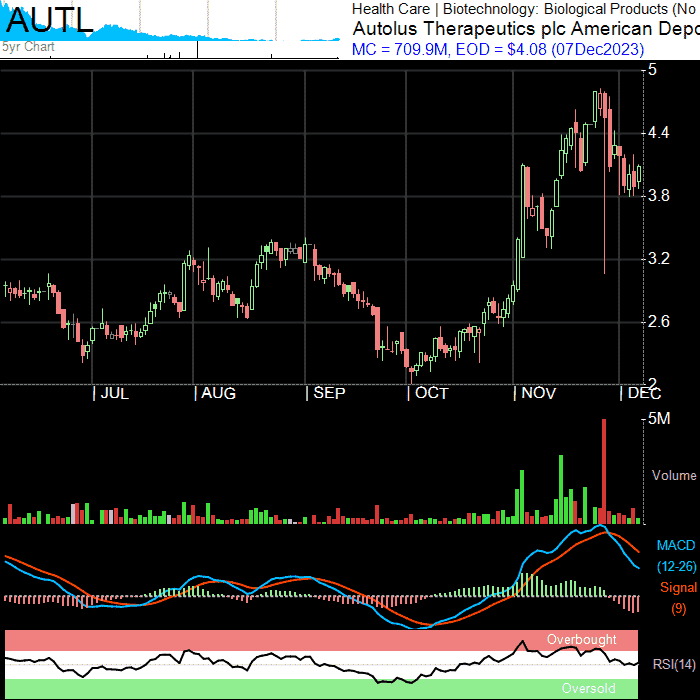 AUTL
Health Care | Biotechnology: Biological Products (No
Autolus Therapeutics plc American Depo
5yr Chart
MC = 709.9M, EOD = $4.08 (07Dec2023)
5
4.4
3.8
3.2
2.6
2
| JUL | AUG | SEP | OCT | NOV | DEC
5M
Volume
MACD
(12-26)
Signal
(9)
Overbought
RSI(14)
Oversold